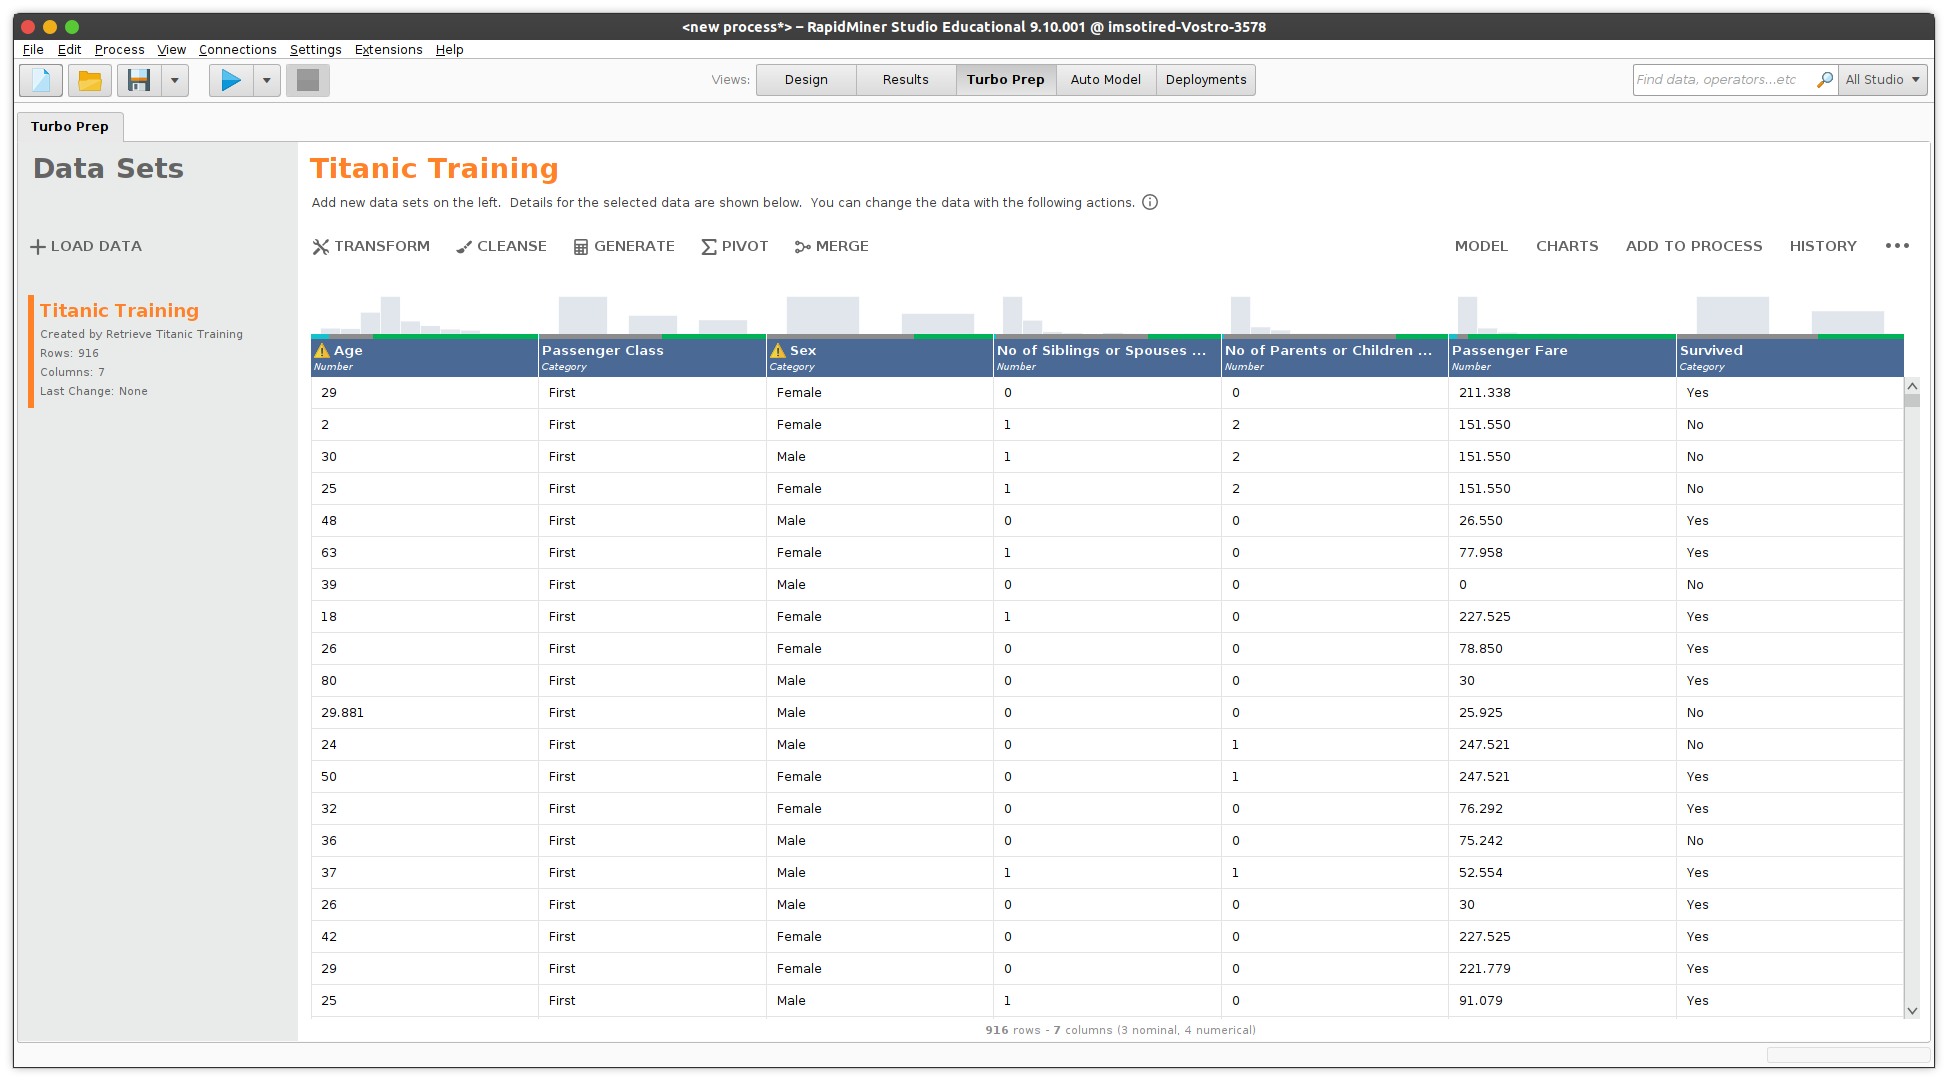 <new process*> – RapidMiner Studio Educational 9.10.001 @ imsotired-Vostro-3578
File Edit Process View Connections Settings Extensions Help
Views: Design Results Turbo Prep Auto Model Deployments Find data, operators...etc All Studio
Turbo Prep
Data Sets
Titanic Training
Add new data sets on the left. Details for the selected data are shown below. You can change the data with the following actions.
LOAD DATA
TRANSFORM CLEANSE GENERATE PIVOT MERGE MODEL CHARTS ADD TO PROCESS HISTORY
Titanic Training
Created by Retrieve Titanic Training
Rows: 916
Columns: 7
Last Change: None
Age Passenger Class Sex No of Siblings or Spouses ... No of Parents or Children ... Passenger Fare Survived
Number Category Category Number Number Number Category
29 First Female 0 0 211.338 Yes
2 First Female 1 2 151.550 No
30 First Male 1 2 151.550 No
25 First Female 1 2 151.550 No
48 First Male 0 0 26.550 Yes
63 First Female 1 0 77.958 Yes
39 First Male 0 0 0 No
18 First Female 1 0 227.525 Yes
26 First Female 0 0 78.850 Yes
80 First Male 0 0 30 Yes
29.881 First Male 0 0 25.925 No
24 First Male 0 1 247.521 No
50 First Female 0 1 247.521 Yes
32 First Female 0 0 76.292 Yes
36 First Male 0 0 75.242 No
37 First Male 1 1 52.554 Yes
26 First Male 0 0 30 Yes
42 First Female 0 0 227.525 Yes
29 First Female 0 0 221.779 Yes
25 First Male 1 0 91.079 Yes
916 rows - 7 columns (3 nominal, 4 numerical)